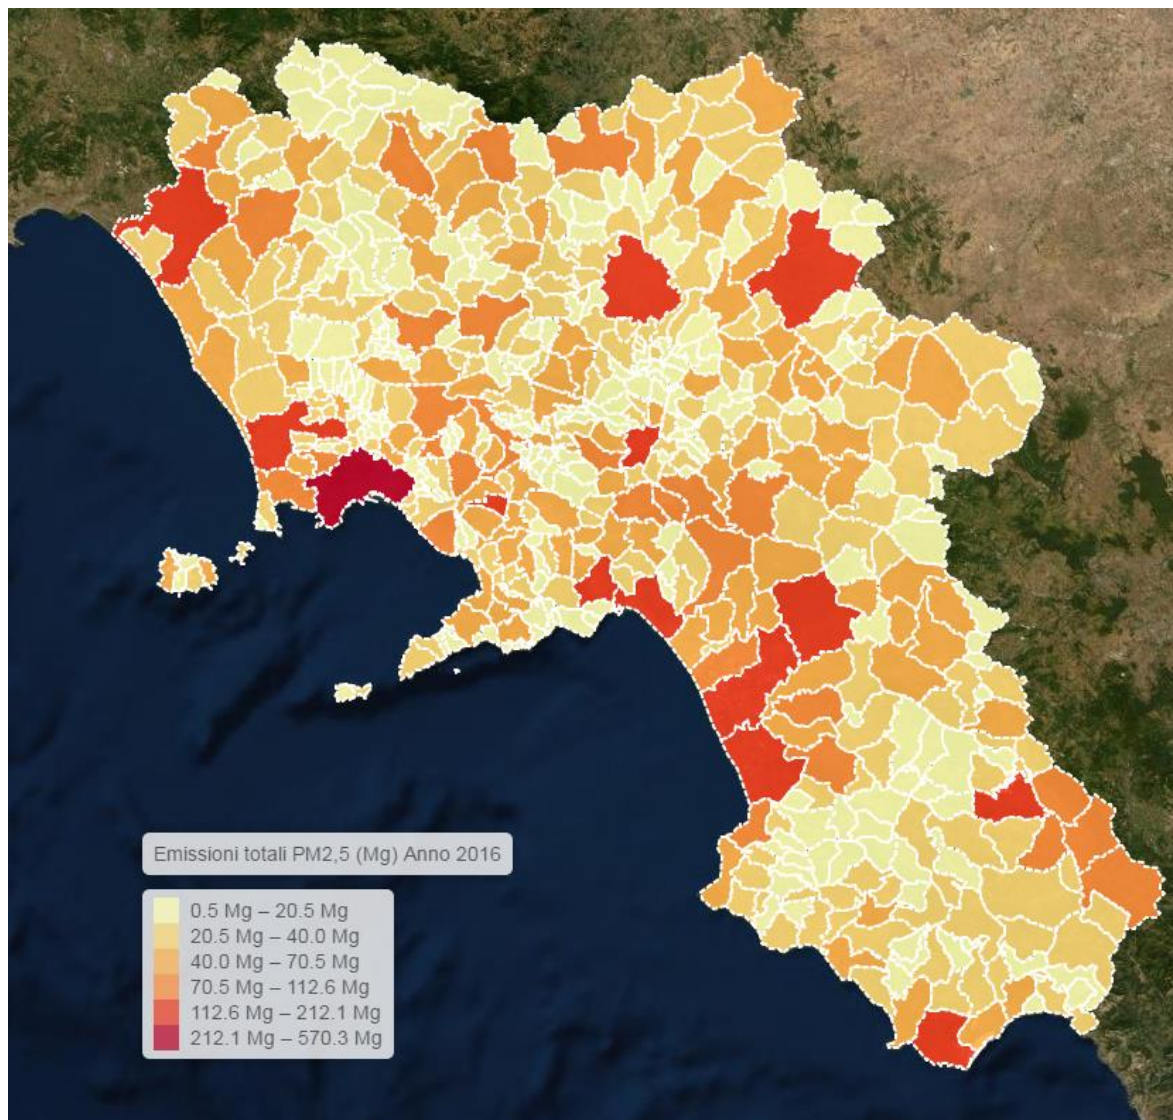 Emissioni totali PM2,5 (Mg) Anno 2016
0.5 Mg – 20.5 Mg
20.5 Mg – 40.0 Mg
40.0 Mg – 70.5 Mg
70.5 Mg – 112.6 Mg
112.6 Mg – 212.1 Mg
212.1 Mg – 570.3 Mg